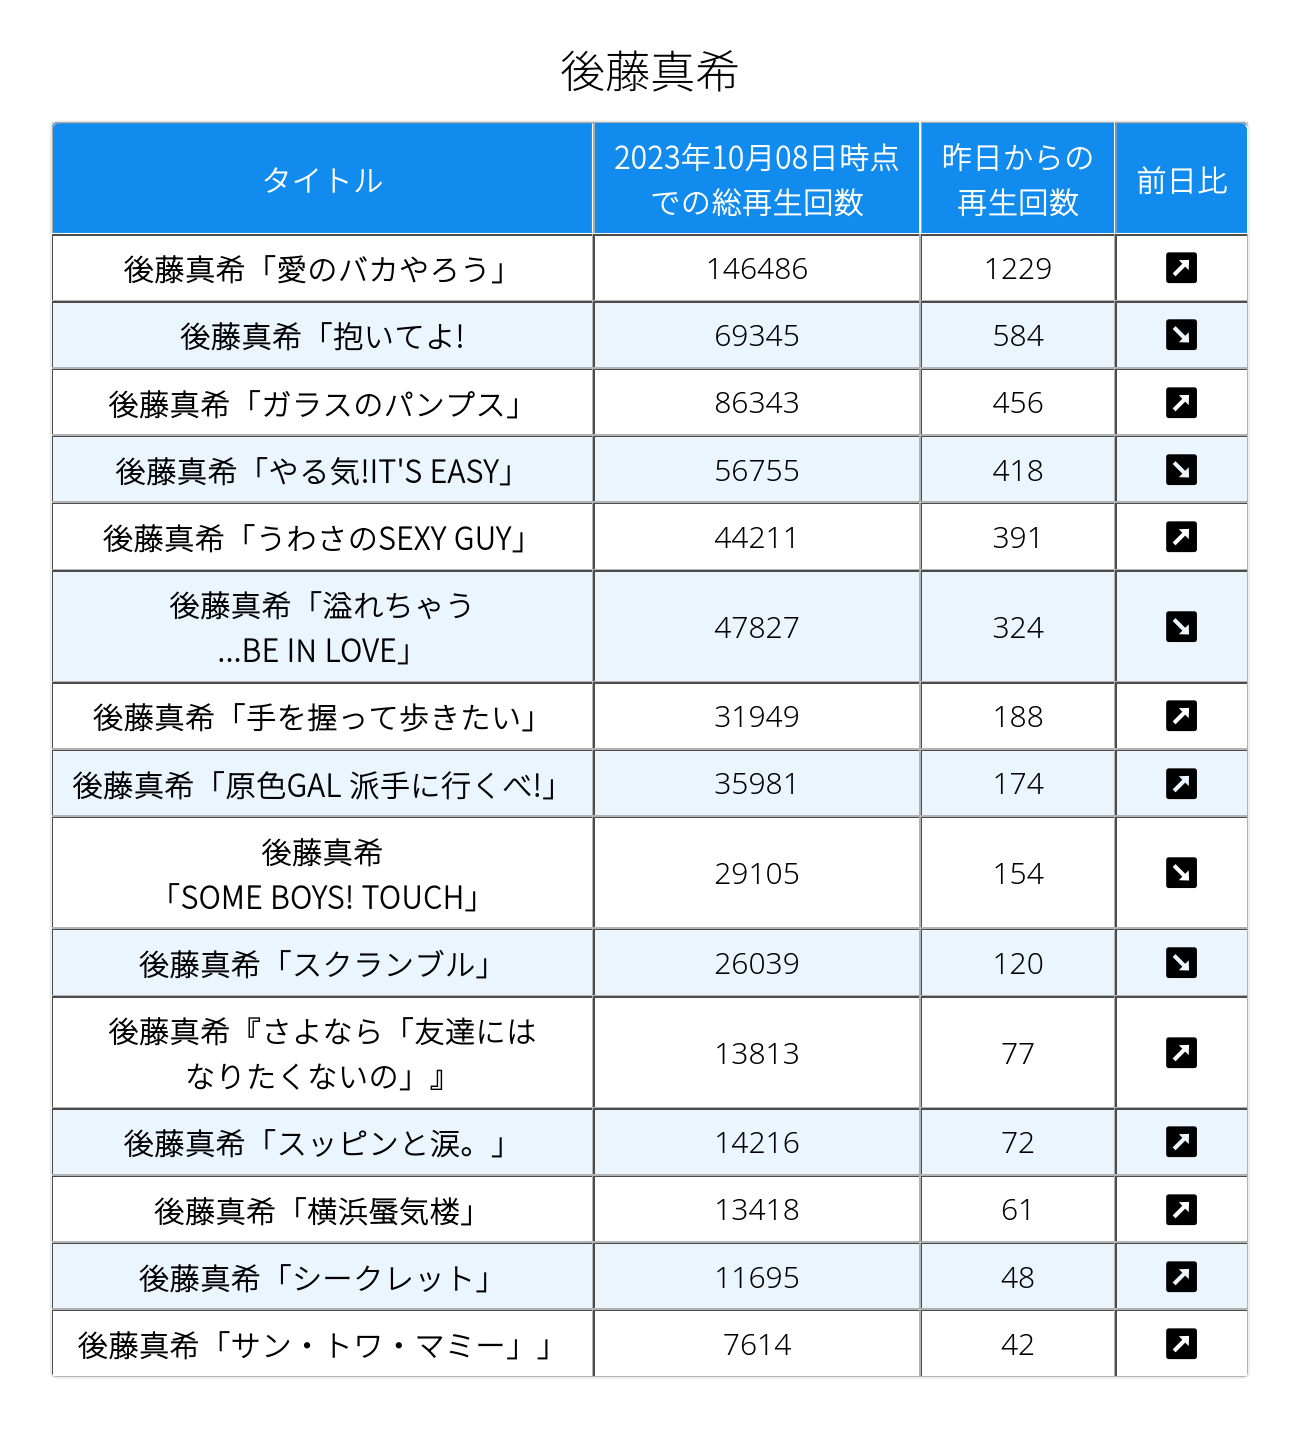 後藤真希
タイトル
2023年10月08日時点
での総再生回数
昨日からの
再生回数
前日比
後藤真希「愛のバカやろう」 146486 1229 ↗
後藤真希「抱いてよ! 69345 584 ↘
後藤真希「ガラスのパンプス」 86343 456 ↗
後藤真希「やる気!IT'S EASY」 56755 418 ↘
後藤真希「うわさのSEXY GUY」 44211 391 ↗
後藤真希「溢れちゃう
...BE IN LOVE」 47827 324 ↘
後藤真希「手を握って歩きたい」 31949 188 ↗
後藤真希「原色GAL 派手に行くべ!」 35981 174 ↗
後藤真希
「SOME BOYS! TOUCH」 29105 154 ↘
後藤真希「スクランブル」 26039 120 ↘
後藤真希『さよなら「友達には
なりたくないの」』 13813 77 ↗
後藤真希「スッピンと涙。」 14216 72 ↗
後藤真希「横浜蜃気楼」 13418 61 ↗
後藤真希「シークレット」 11695 48 ↗
後藤真希「サン・トワ・マミー」」 7614 42 ↗